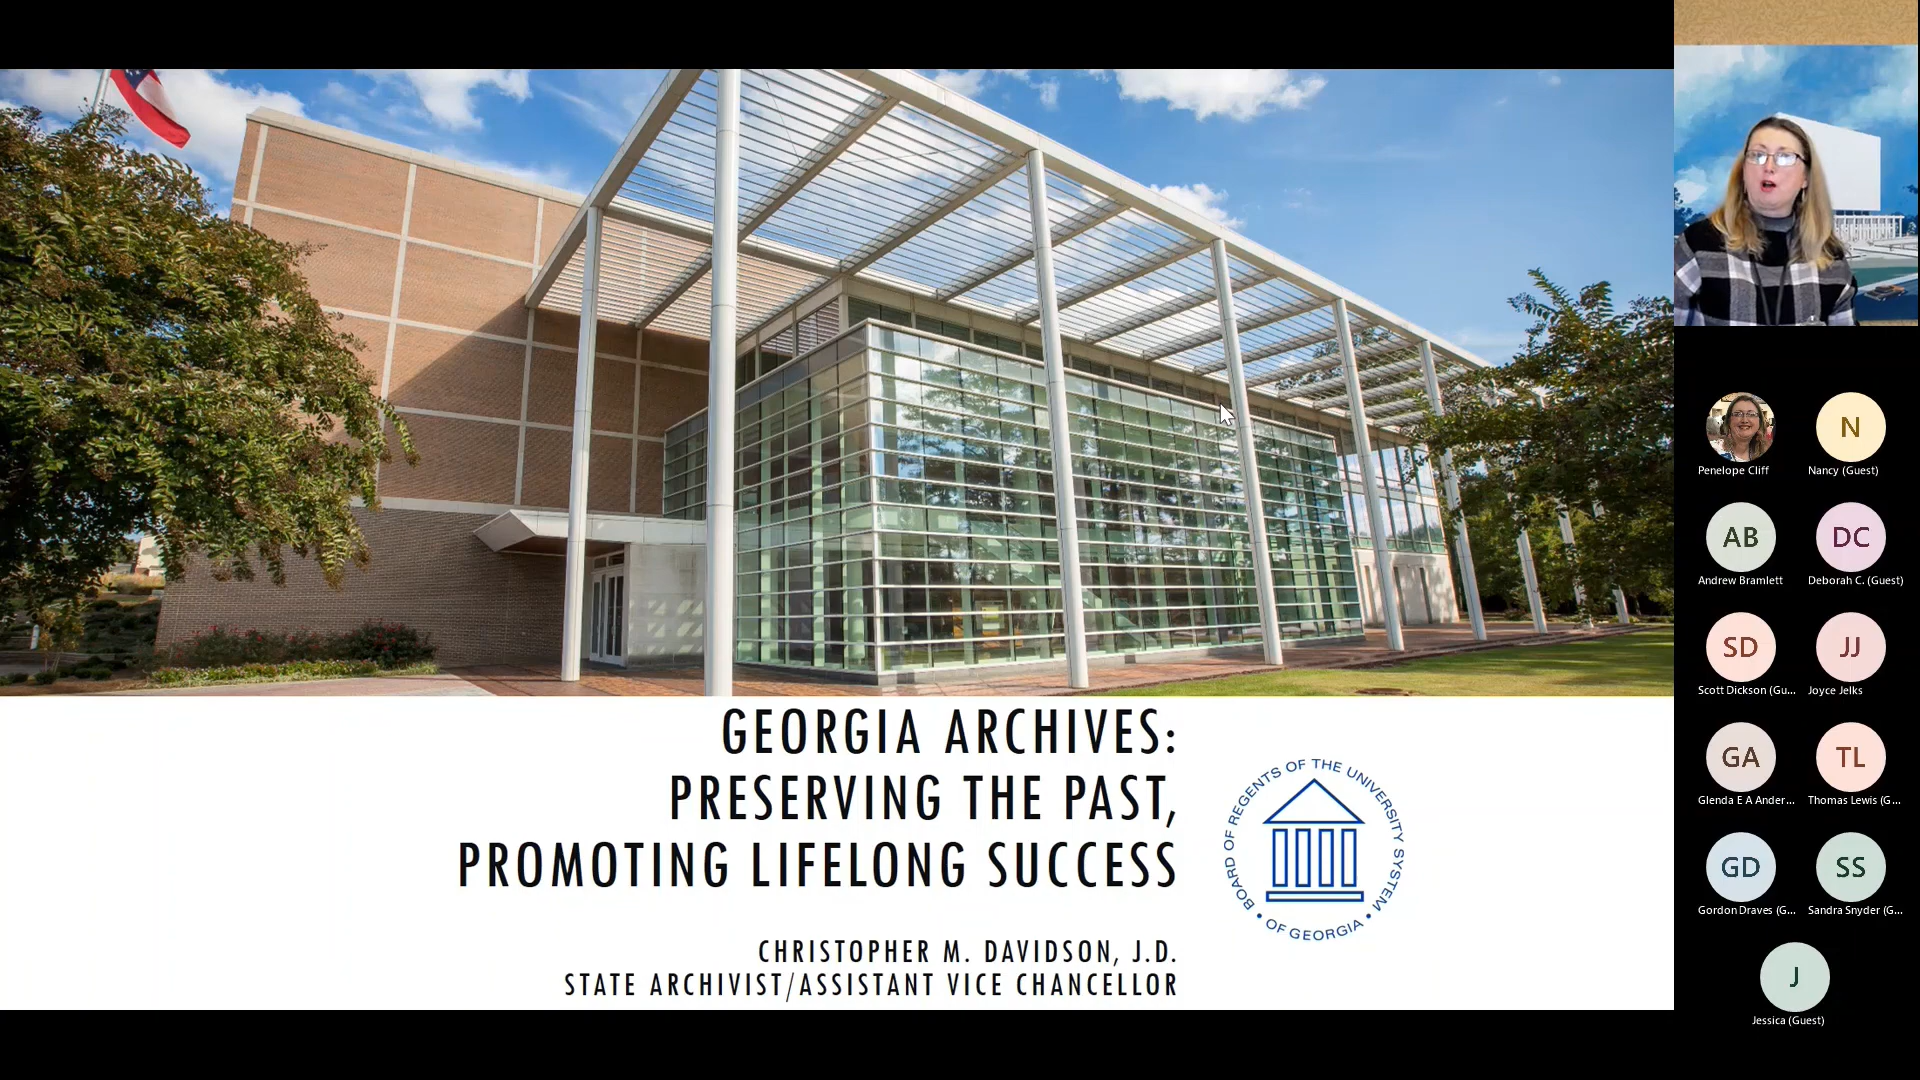 GEORGIA ARCHIVES:
PRESERVING THE PAST,
PROMOTING LIFELONG SUCCESS
CHRISTOPHER M. DAVIDSON, J.D.
STATE ARCHIVIST/ASSISTANT VICE CHANCELLOR
BOARD OF REGENTS OF THE UNIVERSITY SYSTEM
• OF GEORGIA •
Penelope Cliff
N
Nancy (Guest)
AB
Andrew Bramlett
DC
Deborah C. (Guest)
SD
Scott Dickson (Gu...
JJ
Joyce Jelks
GA
Glenda E A Ander...
TL
Thomas Lewis (G...
GD
Gordon Draves (G...
SS
Sandra Snyder (G...
J
Jessica (Guest)